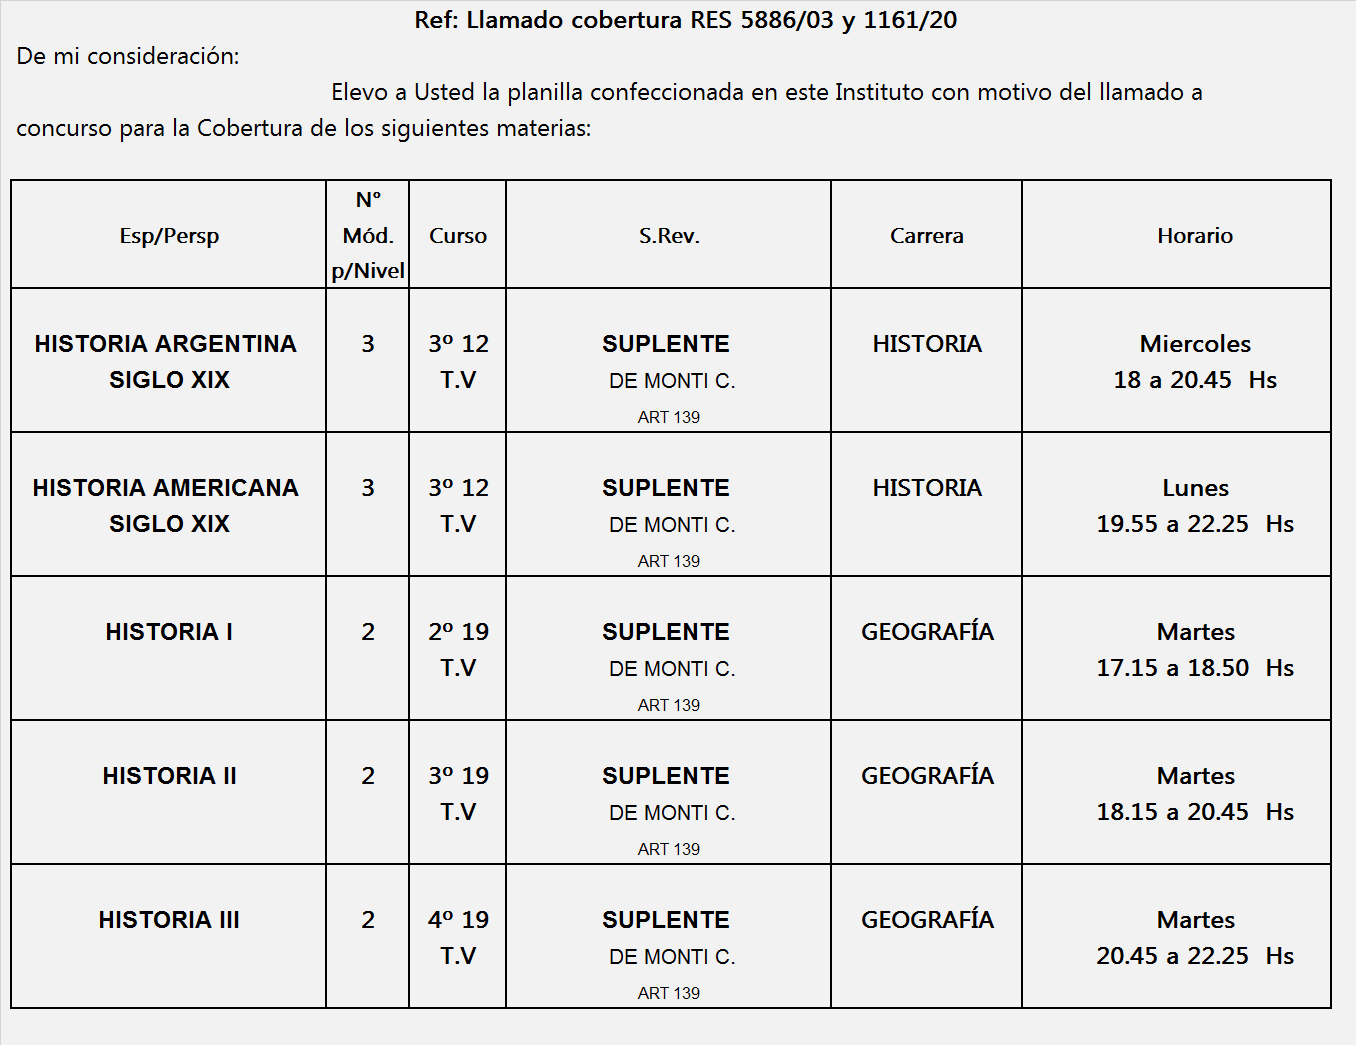 Ref: Llamado cobertura RES 5886/03 y 1161/20
De mi consideración:
Elevo a Usted la planilla confeccionada en este Instituto con motivo del llamado a
concurso para la Cobertura de los siguientes materias:
Esp/Persp
Nº
Mód.
p/Nivel
Curso
S.Rev.
Carrera
Horario
HISTORIA ARGENTINA
SIGLO XIX
3
3º 12
T.V
SUPLENTE
DE MONTI C.
ART 139
HISTORIA
Miercoles
18 a 20.45 Hs
HISTORIA AMERICANA
SIGLO XIX
3
3º 12
T.V
SUPLENTE
DE MONTI C.
ART 139
HISTORIA
Lunes
19.55 a 22.25 Hs
HISTORIA I
2
2º 19
T.V
SUPLENTE
DE MONTI C.
ART 139
GEOGRAFÍA
Martes
17.15 a 18.50 Hs
HISTORIA II
2
3º 19
T.V
SUPLENTE
DE MONTI C.
ART 139
GEOGRAFÍA
Martes
18.15 a 20.45 Hs
HISTORIA III
2
4º 19
T.V
SUPLENTE
DE MONTI C.
ART 139
GEOGRAFÍA
Martes
20.45 a 22.25 Hs